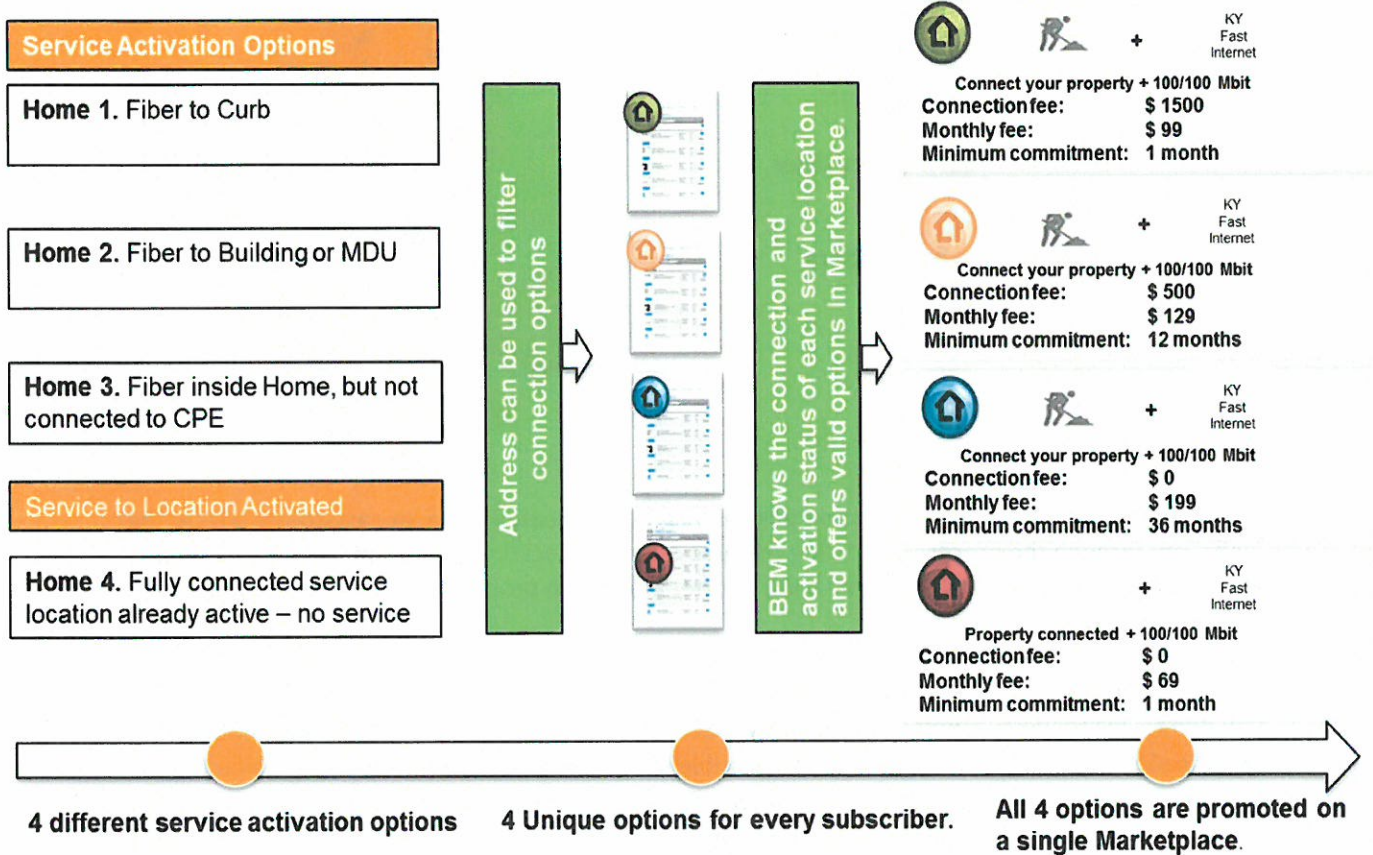 Service Activation Options
Home 1. Fiber to Curb
Home 2. Fiber to Building or MDU
Home 3. Fiber inside Home, but not
connected to CPE
Service to Location Activated
Home 4. Fully connected service
location already active – no service
Address can be used to filter
connection options
BEM knows the connection and
activation status of each service location
and offers valid options in Marketplace.
+
KY
Fast
Internet
Connect your property + 100/100 Mbit
Connection fee: $ 1500
Monthly fee: $ 99
Minimum commitment: 1 month
+
KY
Fast
Internet
Connect your property + 100/100 Mbit
Connection fee: $ 500
Monthly fee: $ 129
Minimum commitment: 12 months
+
KY
Fast
Internet
Connect your property + 100/100 Mbit
Connection fee: $ 0
Monthly fee: $ 199
Minimum commitment: 36 months
+
KY
Fast
Internet
Property connected + 100/100 Mbit
Connection fee: $ 0
Monthly fee: $ 69
Minimum commitment: 1 month
4 different service activation options
4 Unique options for every subscriber.
All 4 options are promoted on
a single Marketplace.